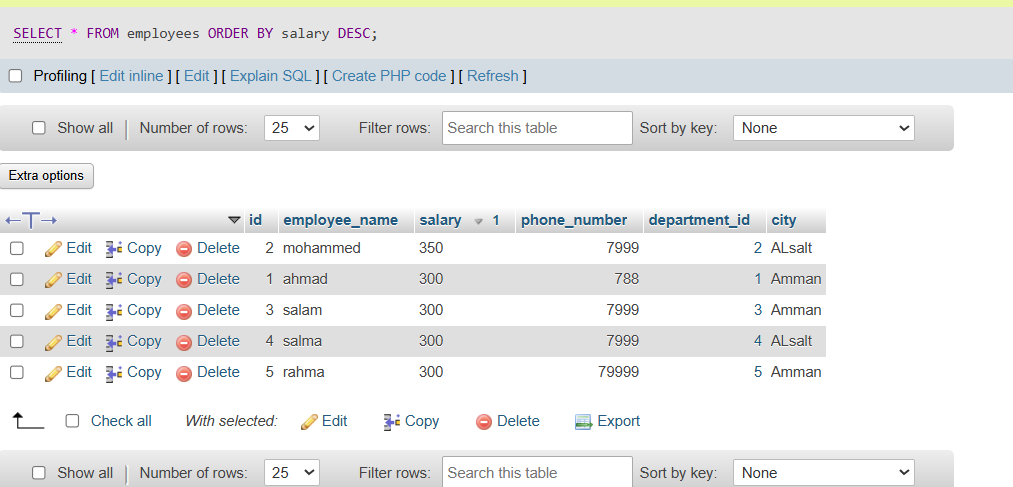 SELECT * FROM employees ORDER BY salary DESC;
Profiling [ Edit inline ] [ Edit ] [ Explain SQL ] [ Create PHP code ] [ Refresh ]
Show all | Number of rows: 25 Filter rows: Search this table Sort by key: None
Extra options
←T→ id employee_name salary 1 phone_number department_id city
Edit Copy Delete 2 mohammed 350 7999 2 ALsalt
Edit Copy Delete 1 ahmad 300 788 1 Amman
Edit Copy Delete 3 salam 300 7999 3 Amman
Edit Copy Delete 4 salma 300 7999 4 ALsalt
Edit Copy Delete 5 rahma 300 79999 5 Amman
Check all With selected: Edit Copy Delete Export
Show all | Number of rows: 25 Filter rows: Search this table Sort by key: None